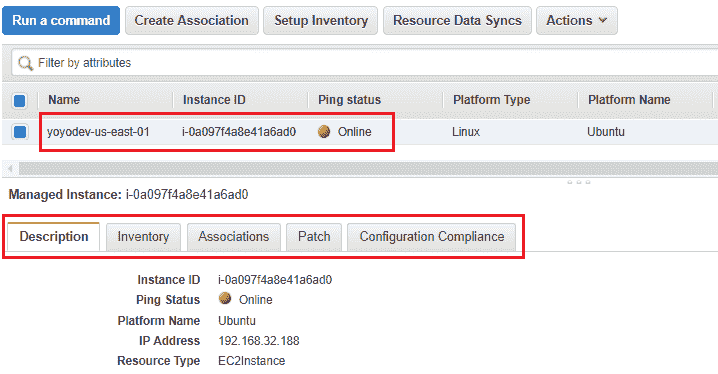 Run a command Create Association Setup Inventory Resource Data Syncs Actions
Filter by attributes
Name Instance ID Ping status Platform Type Platform Name
yoyodev-us-east-01 i-0a097f4a8e41a6ad0 Online Linux Ubuntu
Managed Instance: i-0a097f4a8e41a6ad0
Description Inventory Associations Patch Configuration Compliance
Instance ID i-0a097f4a8e41a6ad0
Ping Status Online
Platform Name Ubuntu
IP Address 192.168.32.188
Resource Type EC2Instance